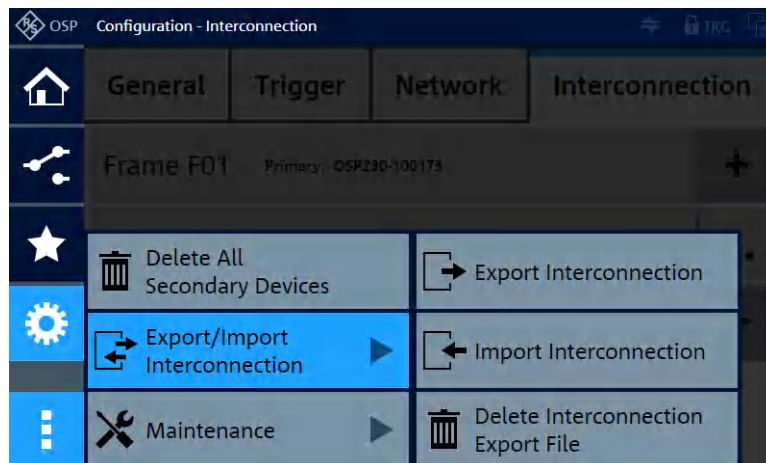 R&S OSP Configuration - Interconnection TRG
General Trigger Network Interconnection
Frame F01 Primary: OSP230-100173
Delete All
Secondary Devices
Export Interconnection
Export/Import
Interconnection
Import Interconnection
Maintenance
Delete Interconnection
Export File